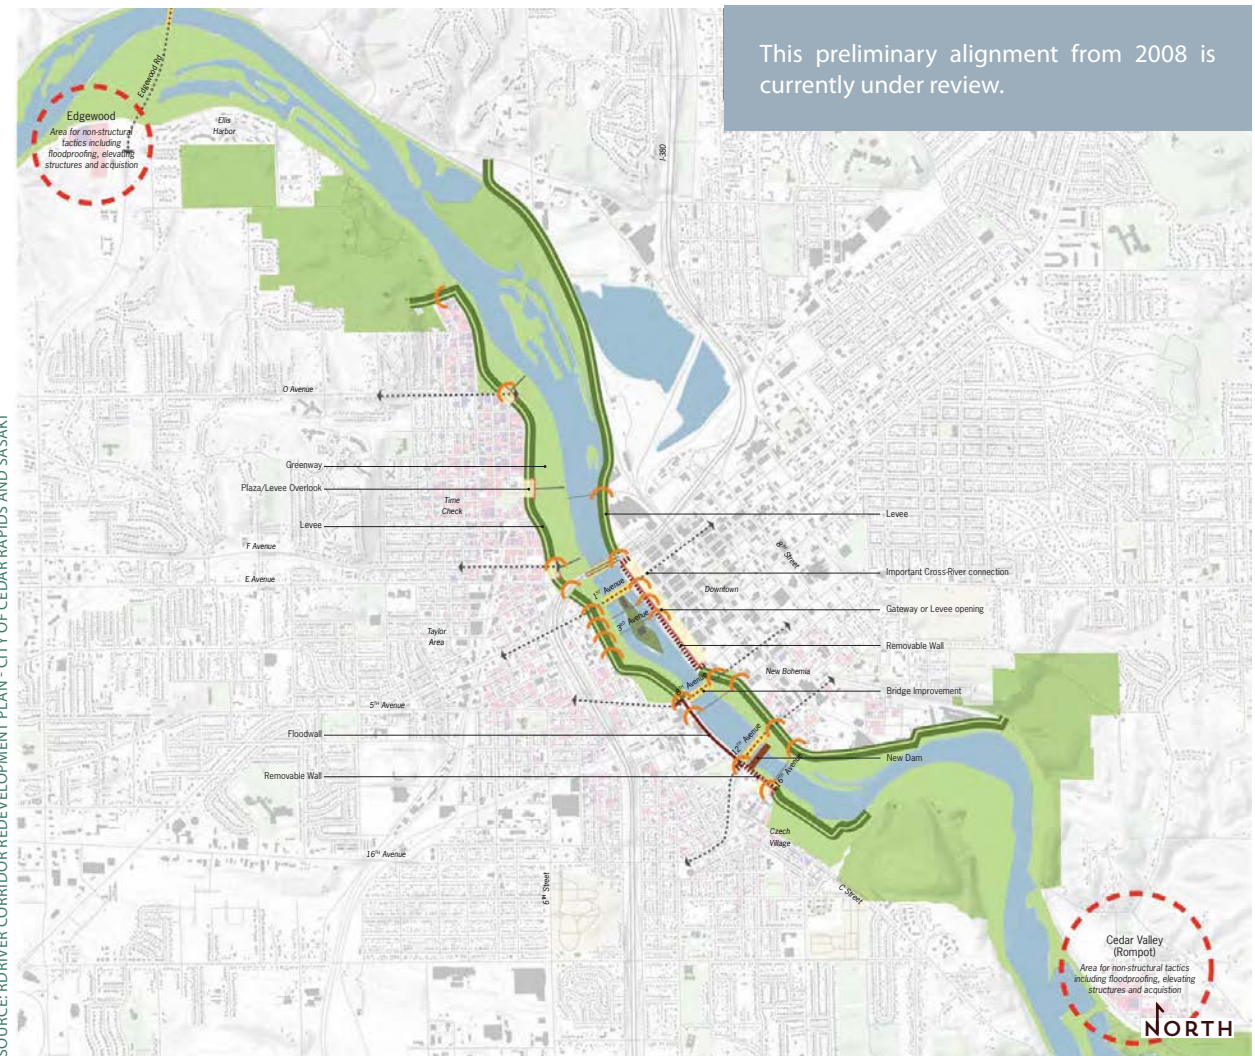 This preliminary alignment from 2008 is
currently under review.
Edgewood Rd
Edgewood
Area for non-structural
tactics including
floodproofing, elevating
structures and acquistion
Ellis
Harbor
I-380
O Avenue
Greenway
Plaza/Levee Overlook
Time
Check
Levee
Levee
F Avenue
E Avenue
8TH Street
Important Cross-River connection
Downtown
1ST Avenue
Gateway or Levee opening
3RD Avenue
Taylor
Area
Removable Wall
New Bohemia
8TH Avenue
Bridge Improvement
5TH Avenue
Floodwall
12TH Avenue
New Dam
Removable Wall
16TH Avenue
Czech
Village
16TH Avenue
6TH Street
C Street
Cedar Valley
(Rompot)
Area for non-structural tactics
including floodproofing, elevating
structures and acquistion
NORTH
SOURCE: RDRIVER CORRIDOR REDEVELOPMENT PLAN - CITY OF CEDAR RAPIDS AND SASAKI